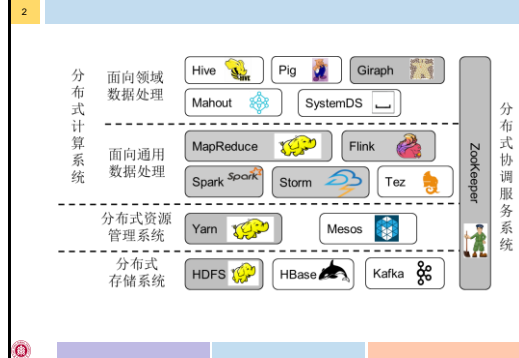 2
分布式计算系统
面向领域
数据处理
Hive
HIVE
Pig
Giraph
Mahout
SystemDS
面向通用
数据处理
MapReduce
Flink
Spark
Spark
Storm
Tez
分布式资源
管理系统
Yarn
Mesos
分布式
存储系统
HDFS
HBase
Kafka
ZooKeeper
分布式协调服务系统